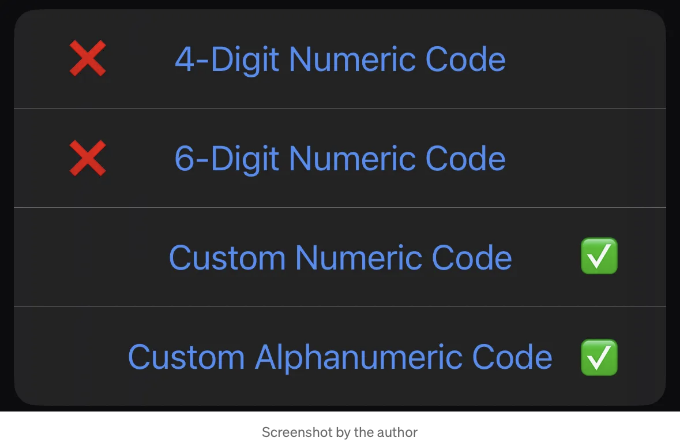 4-Digit Numeric Code
6-Digit Numeric Code
Custom Numeric Code
Custom Alphanumeric Code
Screenshot by the author